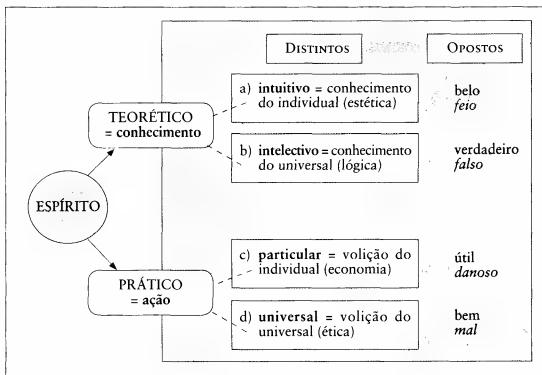 DISTINTOS
OPOSTOS
a) intuitivo = conhecimento
do individual (estética)
belo
feio
TEORÉTICO
= conhecimento
b) intelectivo = conhecimento
do universal (lógica)
verdadeiro
falso
ESPÍRITO
c) particular = volição do
individual (economia)
útil
danoso
PRÁTICO
= ação
d) universal = volição do
universal (ética)
bem
mal